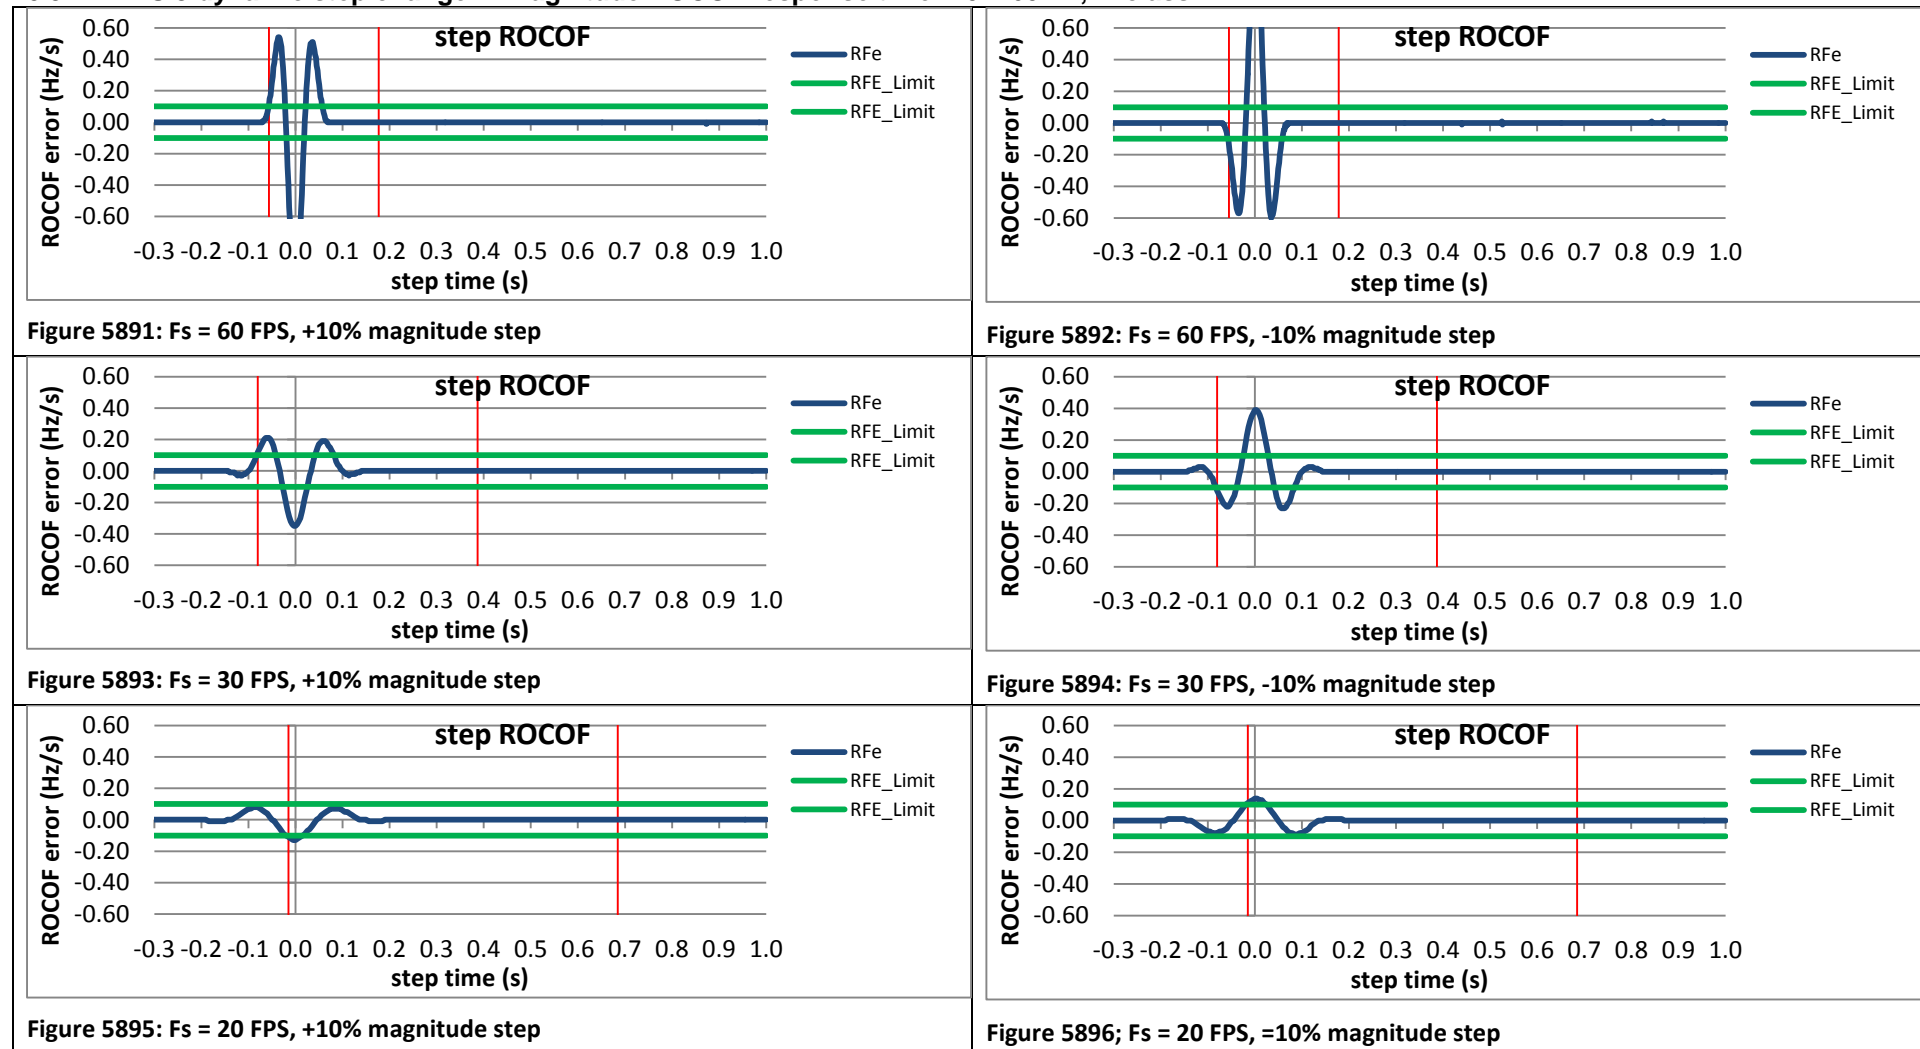 step ROCOF
ROCOF error (Hz/s)
0.60
0.40
0.20
0.00
-0.20
-0.40
-0.60
-0.3 -0.2 -0.1 0.0 0.1 0.2 0.3 0.4 0.5 0.6 0.7 0.8 0.9 1.0
step time (s)
RFe
RFE_Limit
RFE_Limit
Figure 5891: Fs = 60 FPS, +10% magnitude step
step ROCOF
ROCOF error (Hz/s)
0.60
0.40
0.20
0.00
-0.20
-0.40
-0.60
-0.3 -0.2 -0.1 0.0 0.1 0.2 0.3 0.4 0.5 0.6 0.7 0.8 0.9 1.0
step time (s)
RFe
RFE_Limit
RFE_Limit
Figure 5892: Fs = 60 FPS, -10% magnitude step
step ROCOF
ROCOF error (Hz/s)
0.60
0.40
0.20
0.00
-0.20
-0.40
-0.60
-0.3 -0.2 -0.1 0.0 0.1 0.2 0.3 0.4 0.5 0.6 0.7 0.8 0.9 1.0
step time (s)
RFe
RFE_Limit
RFE_Limit
Figure 5893: Fs = 30 FPS, +10% magnitude step
step ROCOF
ROCOF error (Hz/s)
0.60
0.40
0.20
0.00
-0.20
-0.40
-0.60
-0.3 -0.2 -0.1 0.0 0.1 0.2 0.3 0.4 0.5 0.6 0.7 0.8 0.9 1.0
step time (s)
RFe
RFE_Limit
RFE_Limit
Figure 5894: Fs = 30 FPS, -10% magnitude step
step ROCOF
ROCOF error (Hz/s)
0.60
0.40
0.20
0.00
-0.20
-0.40
-0.60
-0.3 -0.2 -0.1 0.0 0.1 0.2 0.3 0.4 0.5 0.6 0.7 0.8 0.9 1.0
step time (s)
RFe
RFE_Limit
RFE_Limit
Figure 5895: Fs = 20 FPS, +10% magnitude step
step ROCOF
ROCOF error (Hz/s)
0.60
0.40
0.20
0.00
-0.20
-0.40
-0.60
-0.3 -0.2 -0.1 0.0 0.1 0.2 0.3 0.4 0.5 0.6 0.7 0.8 0.9 1.0
step time (s)
RFe
RFE_Limit
RFE_Limit
Figure 5896; Fs = 20 FPS, =10% magnitude step